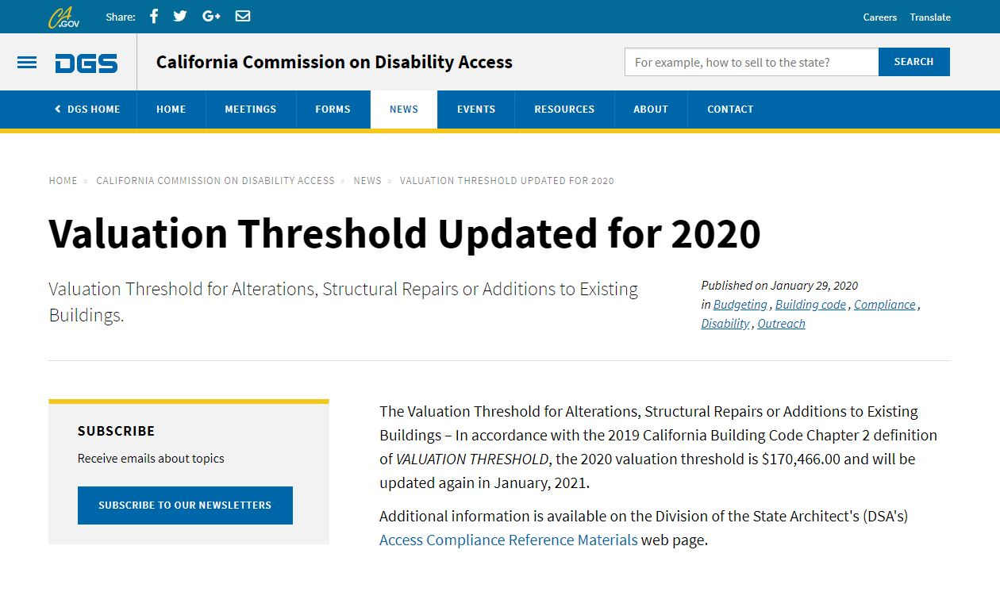 CA.GOV Share: G+ Careers Translate
DGS California Commission on Disability Access For example, how to sell to the state? SEARCH
DGS HOME HOME MEETINGS FORMS NEWS EVENTS RESOURCES ABOUT CONTACT
HOME » CALIFORNIA COMMISSION ON DISABILITY ACCESS » NEWS » VALUATION THRESHOLD UPDATED FOR 2020
Valuation Threshold Updated for 2020
Valuation Threshold for Alterations, Structural Repairs or Additions to Existing
Buildings.
Published on January 29, 2020
in Budgeting , Building code , Compliance ,
Disability , Outreach
SUBSCRIBE
Receive emails about topics
SUBSCRIBE TO OUR NEWSLETTERS
The Valuation Threshold for Alterations, Structural Repairs or Additions to Existing
Buildings – In accordance with the 2019 California Building Code Chapter 2 definition
of VALUATION THRESHOLD, the 2020 valuation threshold is $170,466.00 and will be
updated again in January, 2021.
Additional information is available on the Division of the State Architect's (DSA's)
Access Compliance Reference Materials web page.